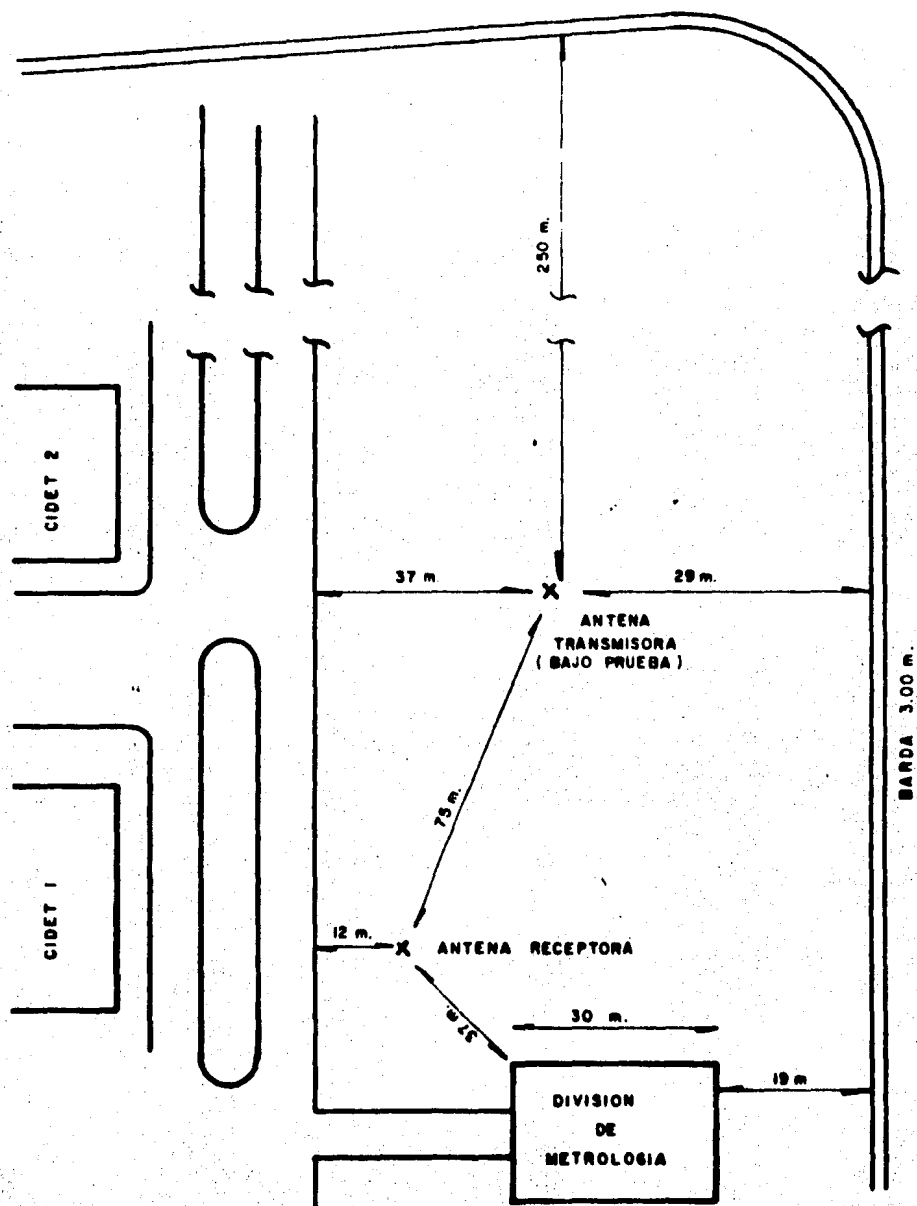 250 m.
CIDET 2
37 m.
29 m.
ANTENA
TRANSMISORA
( BAJO PRUEBA )
BARDA 3.00 m.
75 m.
CIDET 1
12 m.
ANTENA RECEPTORA
37 m.
30 m.
19 m
DIVISION
DE
METROLOGIA